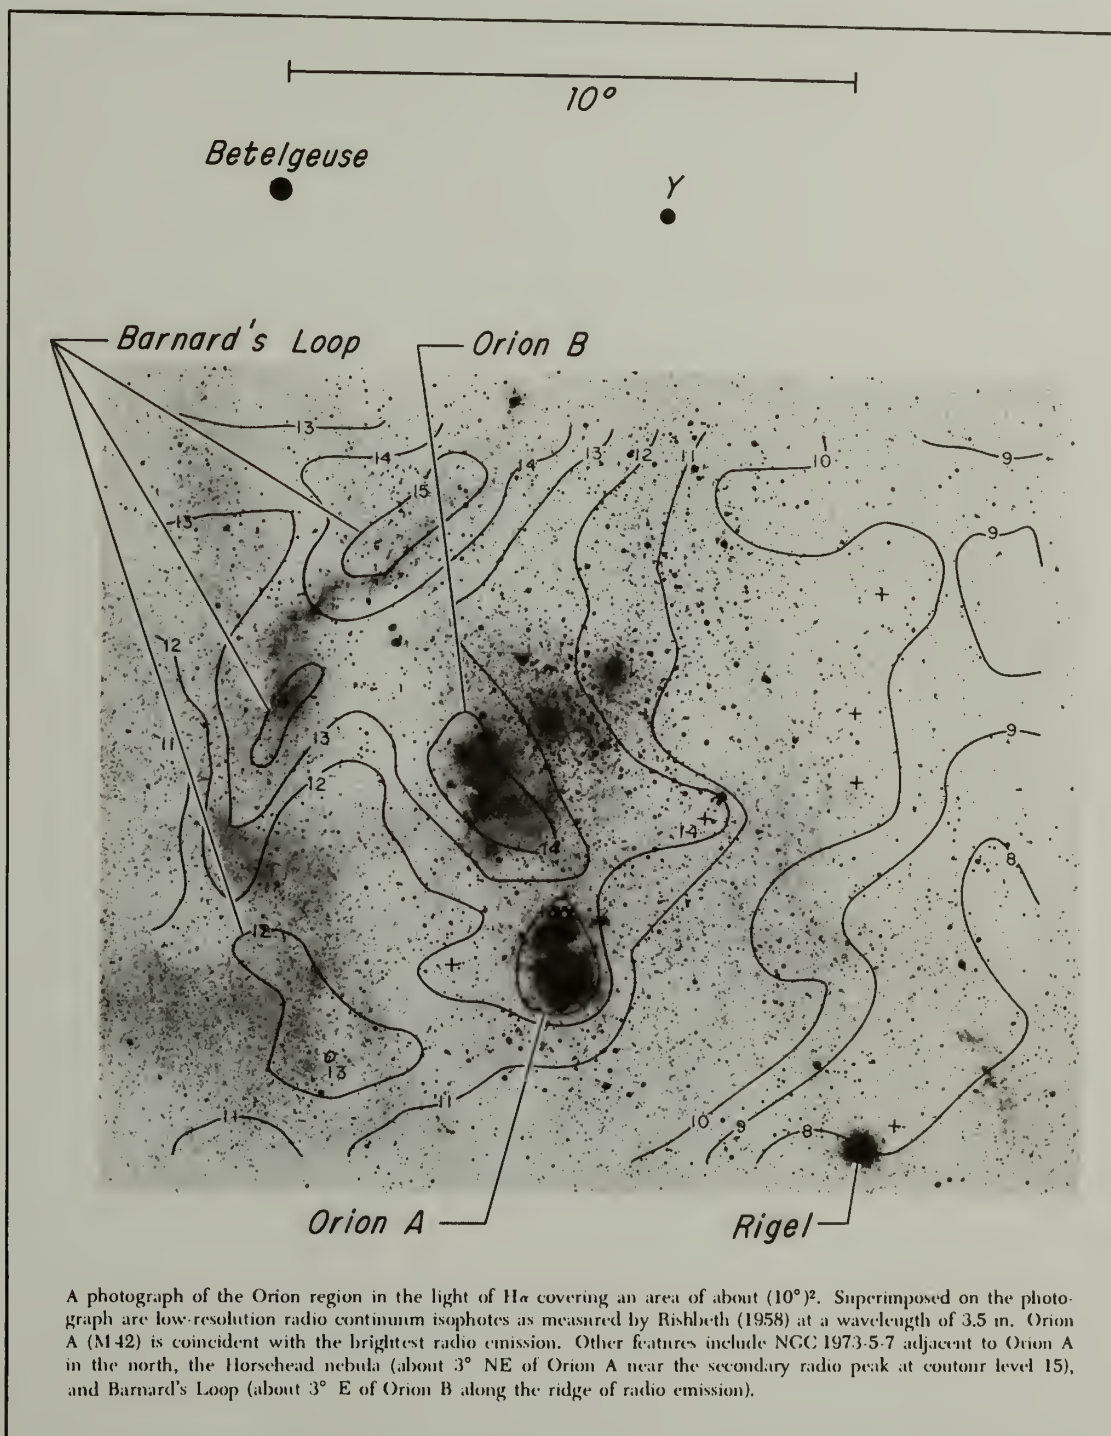 10°
Betelgeuse
γ
Barnard's Loop
Orion B
13
14
15
14
13
12
11
10
9
13
9
12
11
13
12
9
14
14
8
12
13
11
11
10
9
8
Orion A
Rigel
A photograph of the Orion region in the light of Hα covering an area of about (10°)². Superimposed on the photo-
graph are low-resolution radio continuum isophotes as measured by Rishbeth (1958) at a wavelength of 3.5 m. Orion
A (M 42) is coincident with the brightest radio emission. Other features include NGC 1973-5-7 adjacent to Orion A
in the north, the Horsehead nebula (about 3° NE of Orion A near the secondary radio peak at contour level 15),
and Barnard's Loop (about 3° E of Orion B along the ridge of radio emission).